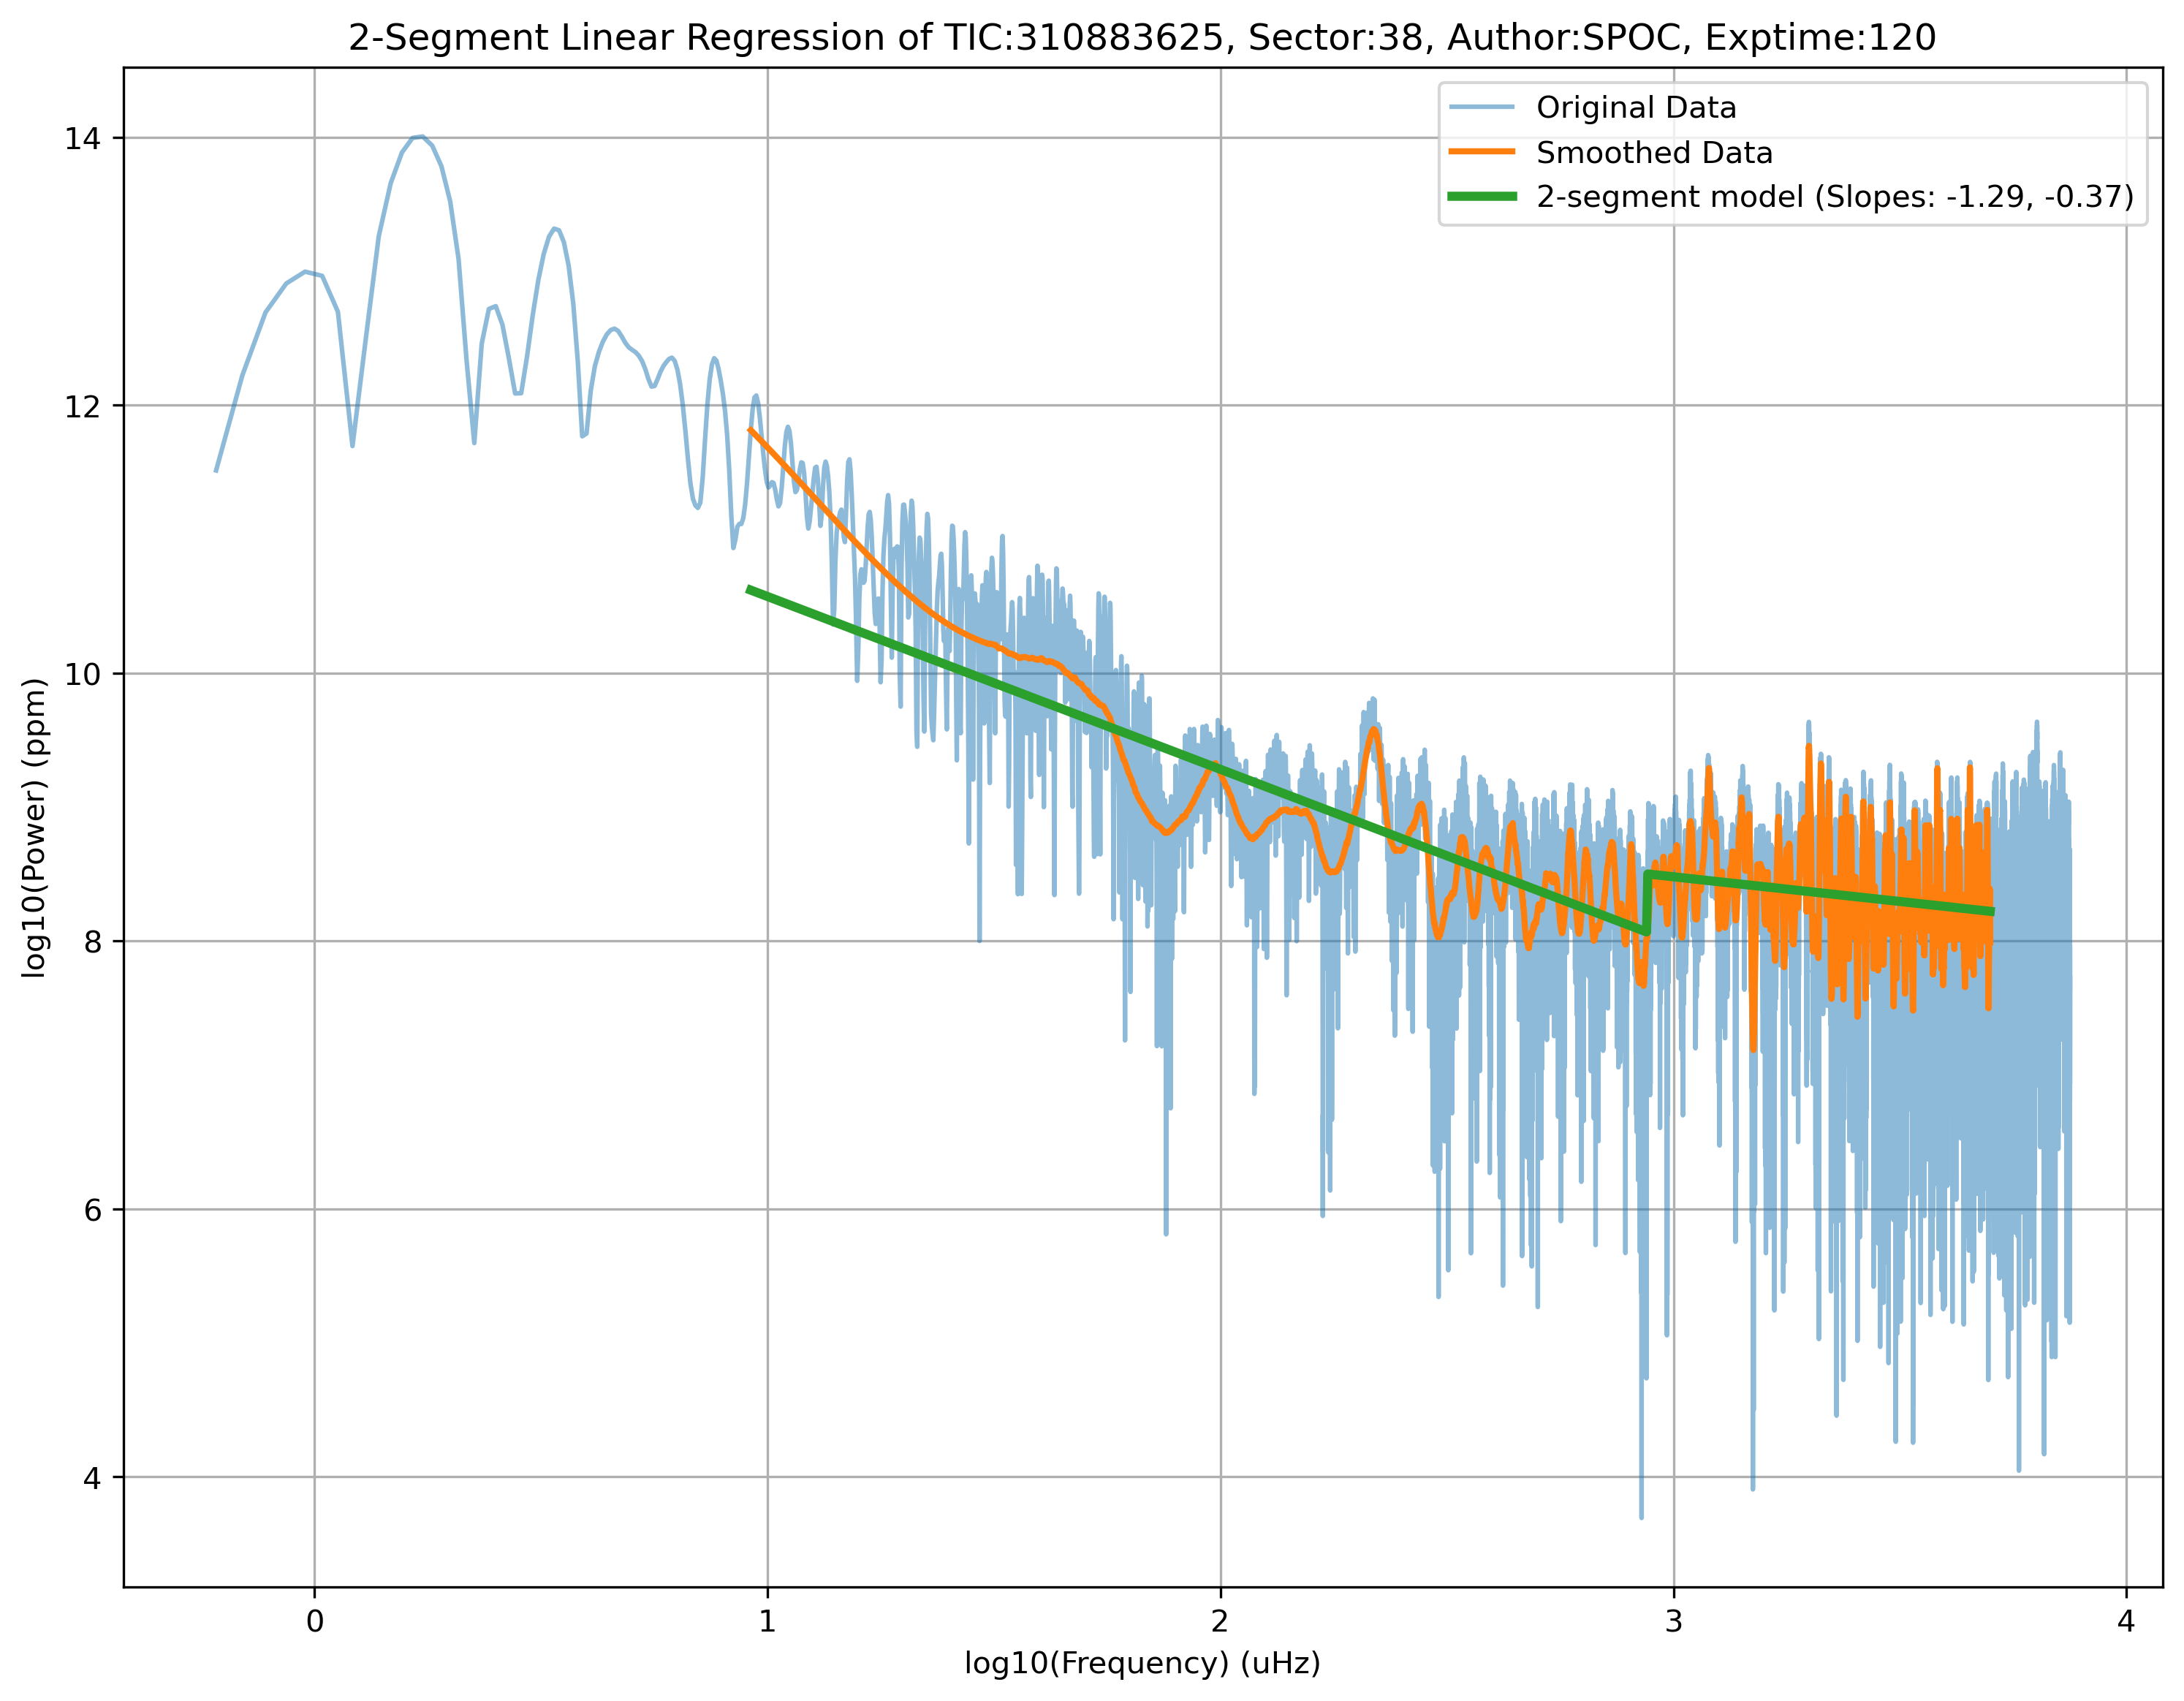 2-Segment Linear Regression of TIC:310883625, Sector:38, Author:SPOC, Exptime:120
Original Data
Smoothed Data
2-segment model (Slopes: -1.29, -0.37)
log10(Power) (ppm)
14
12
10
8
6
4
0 1 2 3 4
log10(Frequency) (uHz)